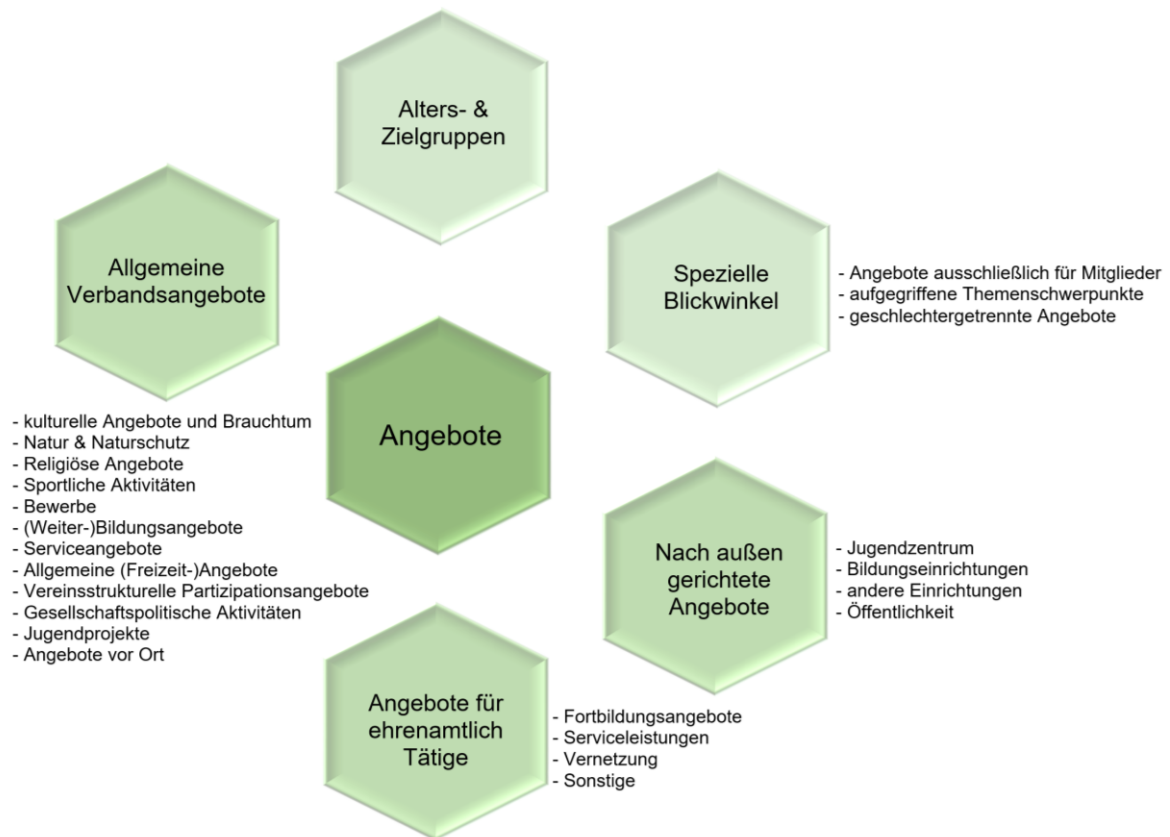 Alters- &
Zielgruppen
Allgemeine
Verbandsangebote
Spezielle
Blickwinkel
- Angebote ausschließlich für Mitglieder
- aufgegriffene Themenschwerpunkte
- geschlechtergetrennte Angebote
Angebote
- kulturelle Angebote und Brauchtum
- Natur & Naturschutz
- Religiöse Angebote
- Sportliche Aktivitäten
- Bewerbe
- (Weiter-)Bildungsangebote
- Serviceangebote
- Allgemeine (Freizeit-)Angebote
- Vereinsstrukturelle Partizipationsangebote
- Gesellschaftspolitische Aktivitäten
- Jugendprojekte
- Angebote vor Ort
Nach außen
gerichtete
Angebote
- Jugendzentrum
- Bildungseinrichtungen
- andere Einrichtungen
- Öffentlichkeit
Angebote für
ehrenamtlich
Tätige
- Fortbildungsangebote
- Serviceleistungen
- Vernetzung
- Sonstige